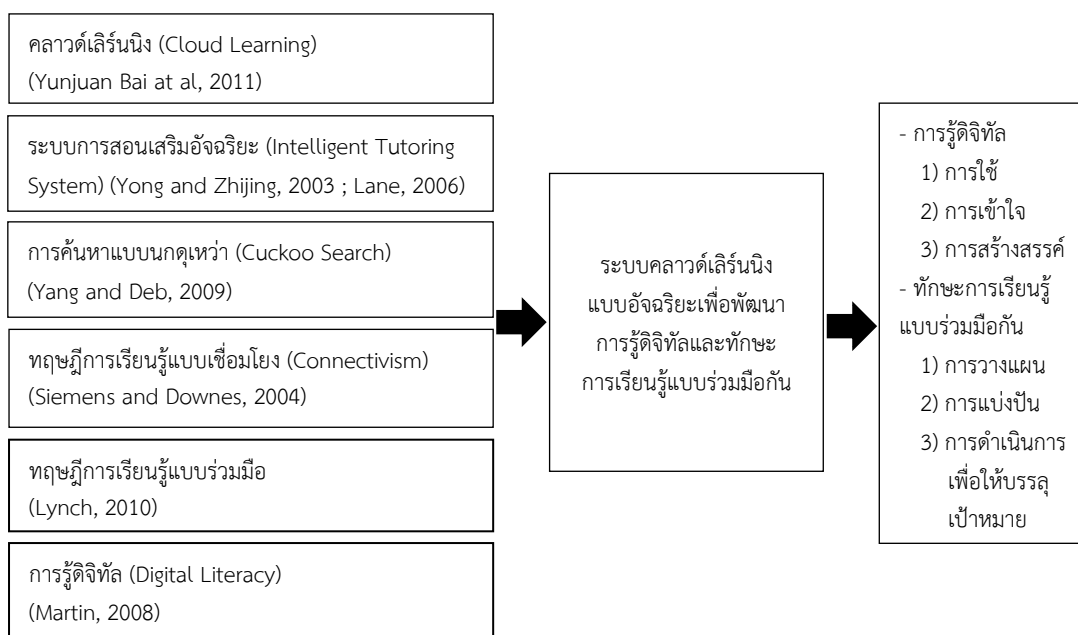 คลาวด์เลิร์นนิง (Cloud Learning)
(Yunjuan Bai at al, 2011)
ระบบการสอนเสริมอัจฉริยะ (Intelligent Tutoring
System) (Yong and Zhijing, 2003 ; Lane, 2006)
การค้นหาแบบนกดุเหว่า (Cuckoo Search)
(Yang and Deb, 2009)
ทฤษฎีการเรียนรู้แบบเชื่อมโยง (Connectivism)
(Siemens and Downes, 2004)
ทฤษฎีการเรียนรู้แบบร่วมมือ
(Lynch, 2010)
การรู้ดิจิทัล (Digital Literacy)
(Martin, 2008)
ระบบคลาวด์เลิร์นนิง
แบบอัจฉริยะเพื่อพัฒนา
การรู้ดิจิทัลและทักษะ
การเรียนรู้แบบร่วมมือกัน
- การรู้ดิจิทัล
1) การใช้
2) การเข้าใจ
3) การสร้างสรรค์
- ทักษะการเรียนรู้
แบบร่วมมือกัน
1) การวางแผน
2) การแบ่งปัน
3) การดำเนินการ
เพื่อให้บรรลุ
เป้าหมาย